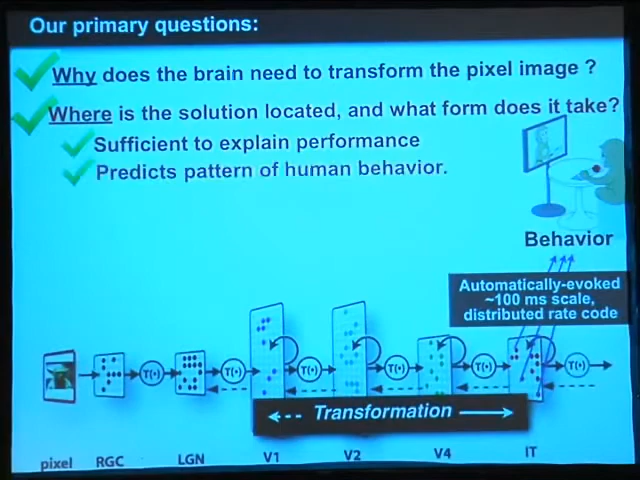 Our primary questions:
Why does the brain need to transform the pixel image ?
Where is the solution located, and what form does it take?
Sufficient to explain performance
Predicts pattern of human behavior.
Behavior
Automatically-evoked
~100 ms scale,
distributed rate code
T(•) T(•) T(•) T(•) T(•) T(•)
Transformation
pixel RGC LGN V1 V2 V4 IT